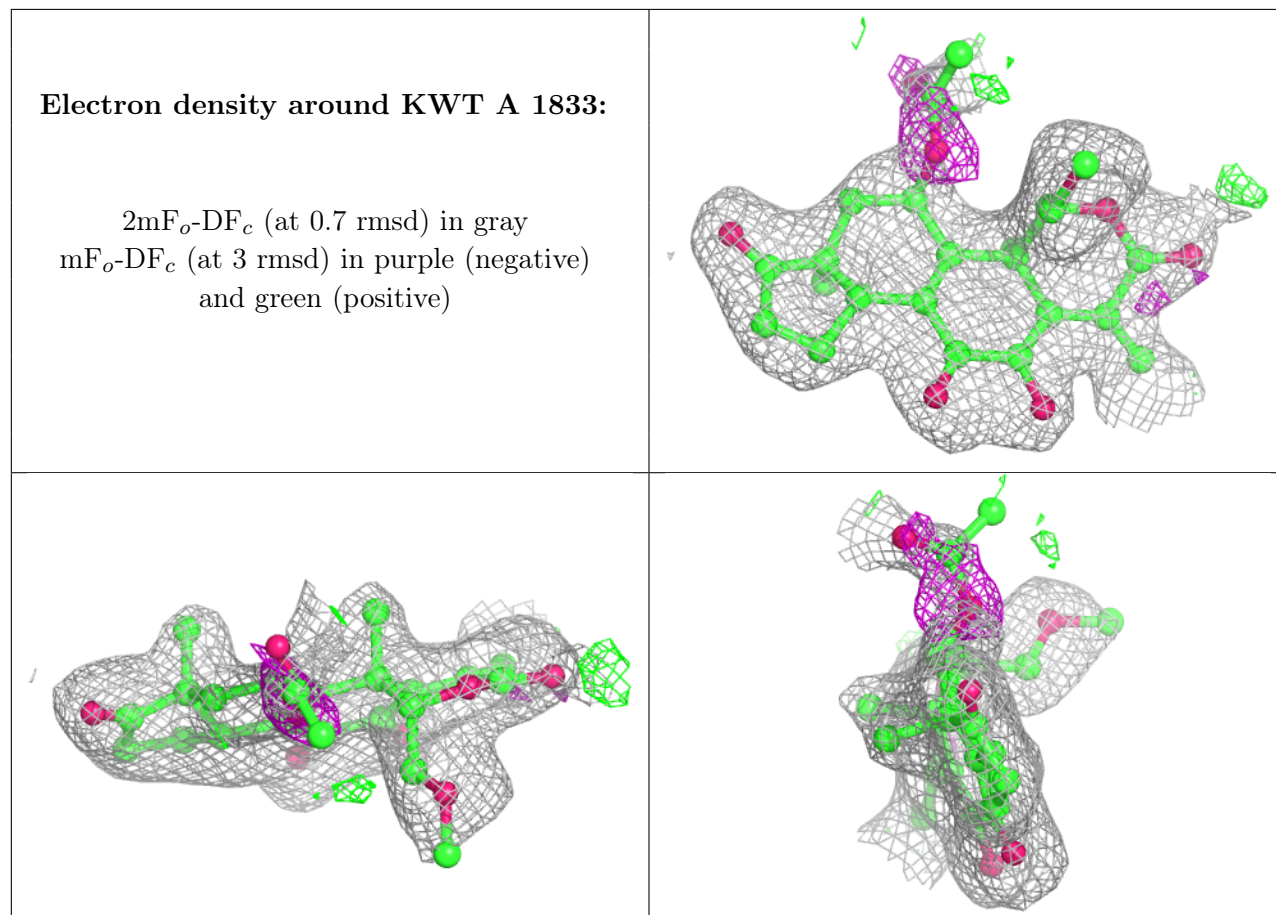 Electron density around KWT A 1833:
2mFₒ-DF𝒸 (at 0.7 rmsd) in gray
mFₒ-DF𝒸 (at 3 rmsd) in purple (negative)
and green (positive)